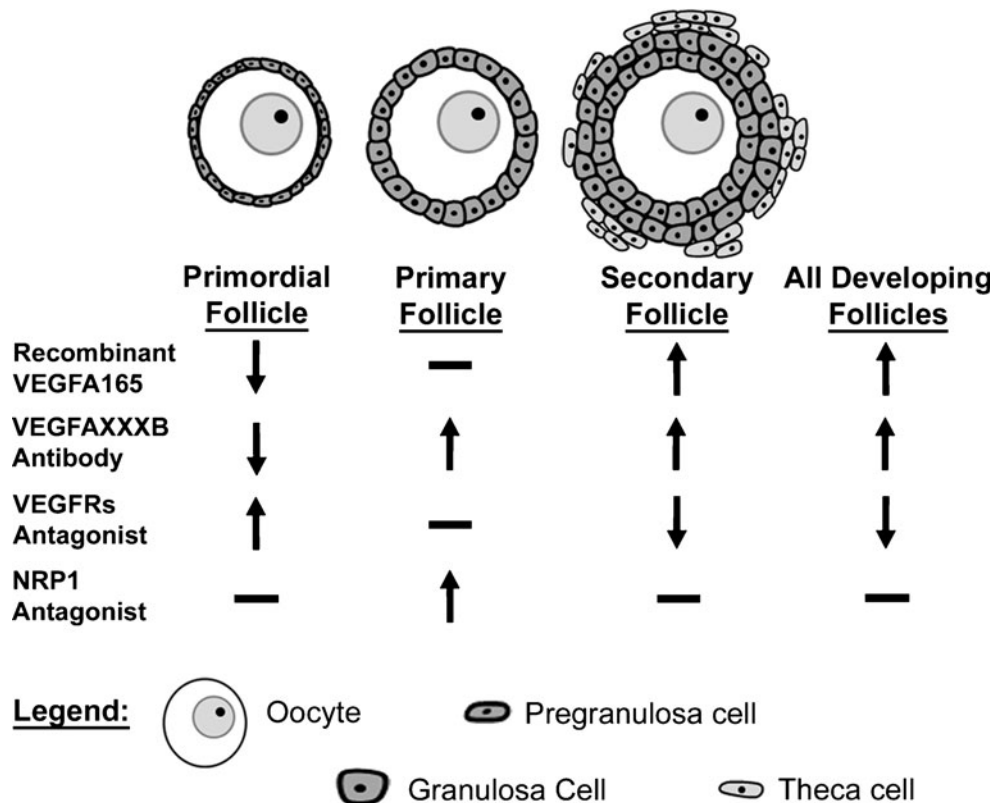 Primordial Primary Secondary All Developing
Follicle Follicle Follicle Follicles
Recombinant
VEGFA165
VEGFAXXXB
Antibody
VEGFRs
Antagonist
NRP1
Antagonist
Legend: Oocyte Pregranulosa cell
Granulosa Cell Theca cell